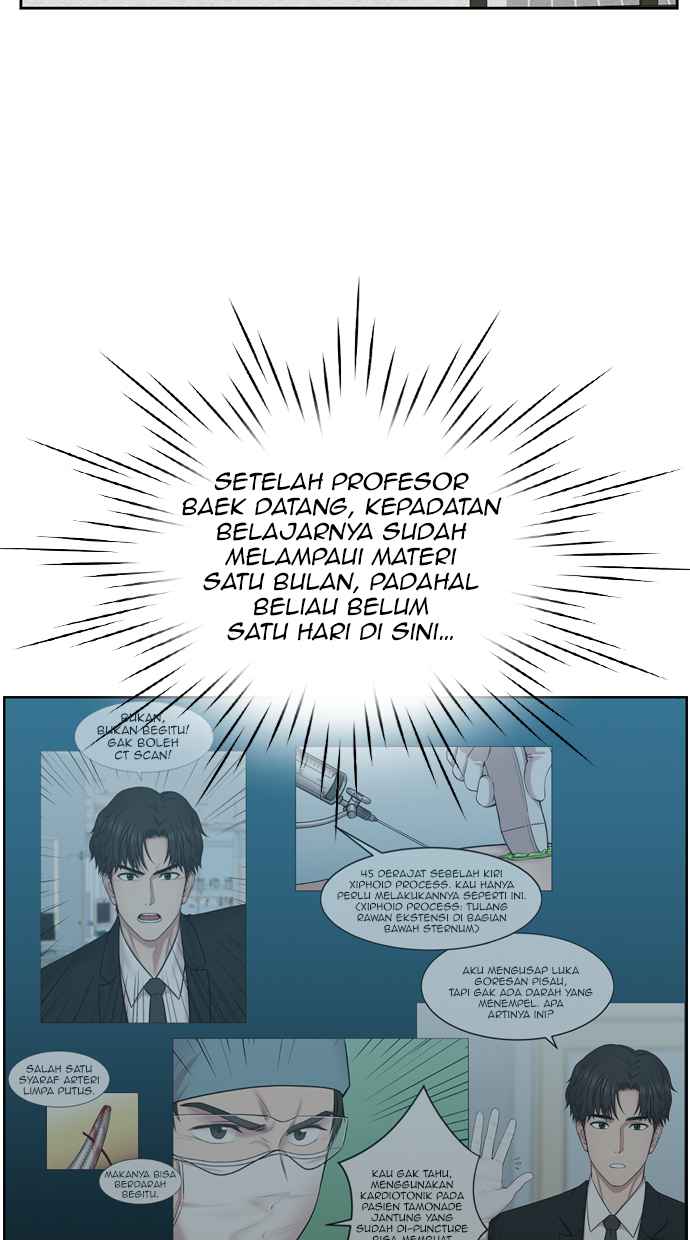 SETELAH PROFESOR
BAEK DATANG, KEPADATAN
BELAJARNYA SUDAH
MELAMPAUI MATERI
SATU BULAN, PADAHAL
BELIAU BELUM
SATU HARI DI SINI...
BUKAN,
BUKAN BEGITU!
GAK BOLEH
CT SCAN!
45 DERAJAT SEBELAH KIRI
XIPHOID PROCESS. KAU HANYA
PERLU MELAKUKANNYA SEPERTI INI.
(XIPHOID PROCESS: TULANG
RAWAN EKSTENSI DI BAGIAN
BAWAH STERNUM)
AKU MENGUSAP LUKA
GORESAN PISAU,
TAPI GAK ADA DARAH YANG
MENEMPEL. APA
ARTINYA INI?
SALAH SATU
SYARAF ARTERI
LIMPA PUTUS.
MAKANYA BISA
BERDARAH
BEGITU.
KAU GAK TAHU,
MENGGUNAKAN
KARDIOTONIK PADA
PASIEN TAMONADE
JANTUNG YANG
SUDAH DI-PUNCTURE
BISA MEMBUAT